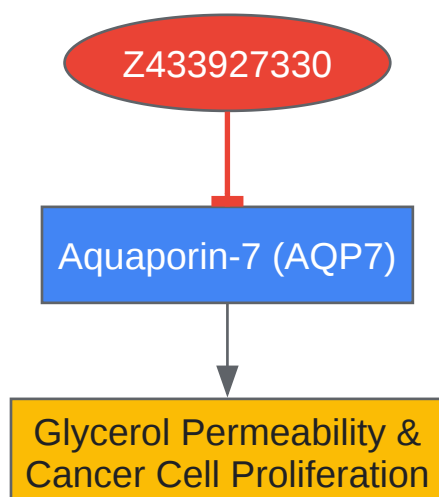 Z433927330
Aquaporin-7 (AQP7)
Glycerol Permeability &
Cancer Cell Proliferation